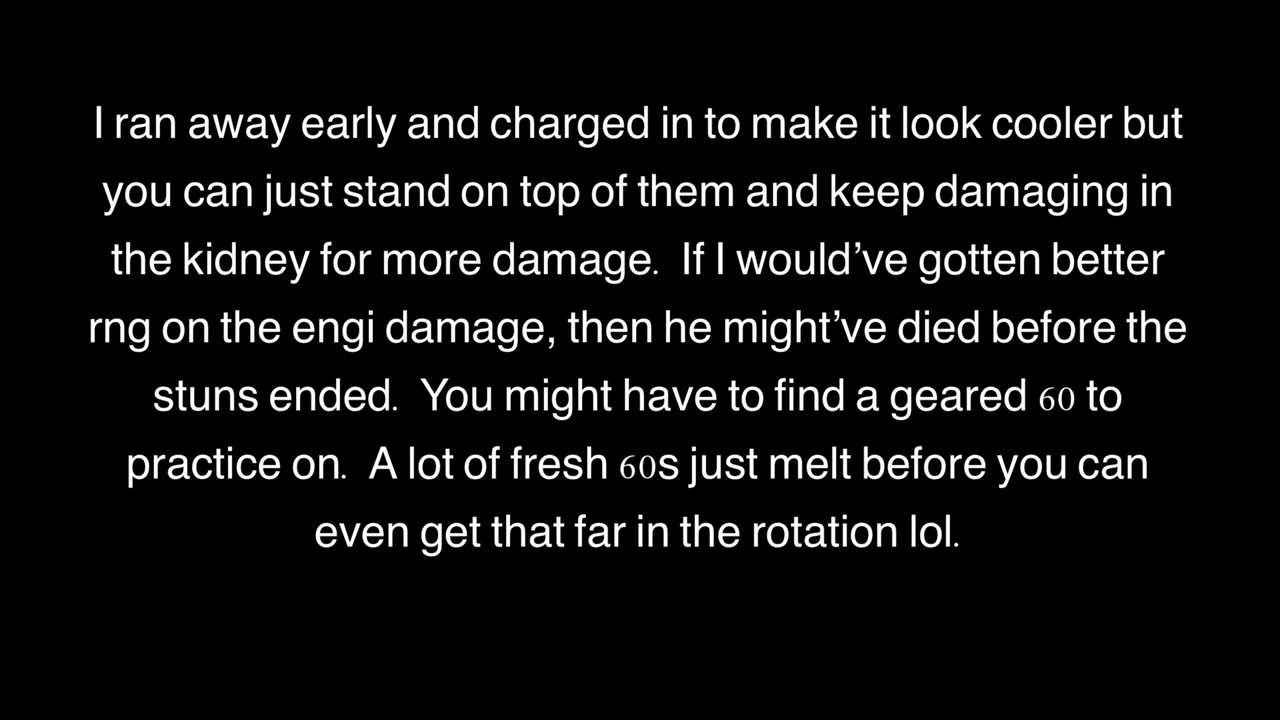 I ran away early and charged in to make it look cooler but
you can just stand on top of them and keep damaging in
the kidney for more damage.  If I would’ve gotten better
rng on the engi damage, then he might’ve died before the
stuns ended.  You might have to find a geared 60 to
practice on.  A lot of fresh 60s just melt before you can
even get that far in the rotation lol.